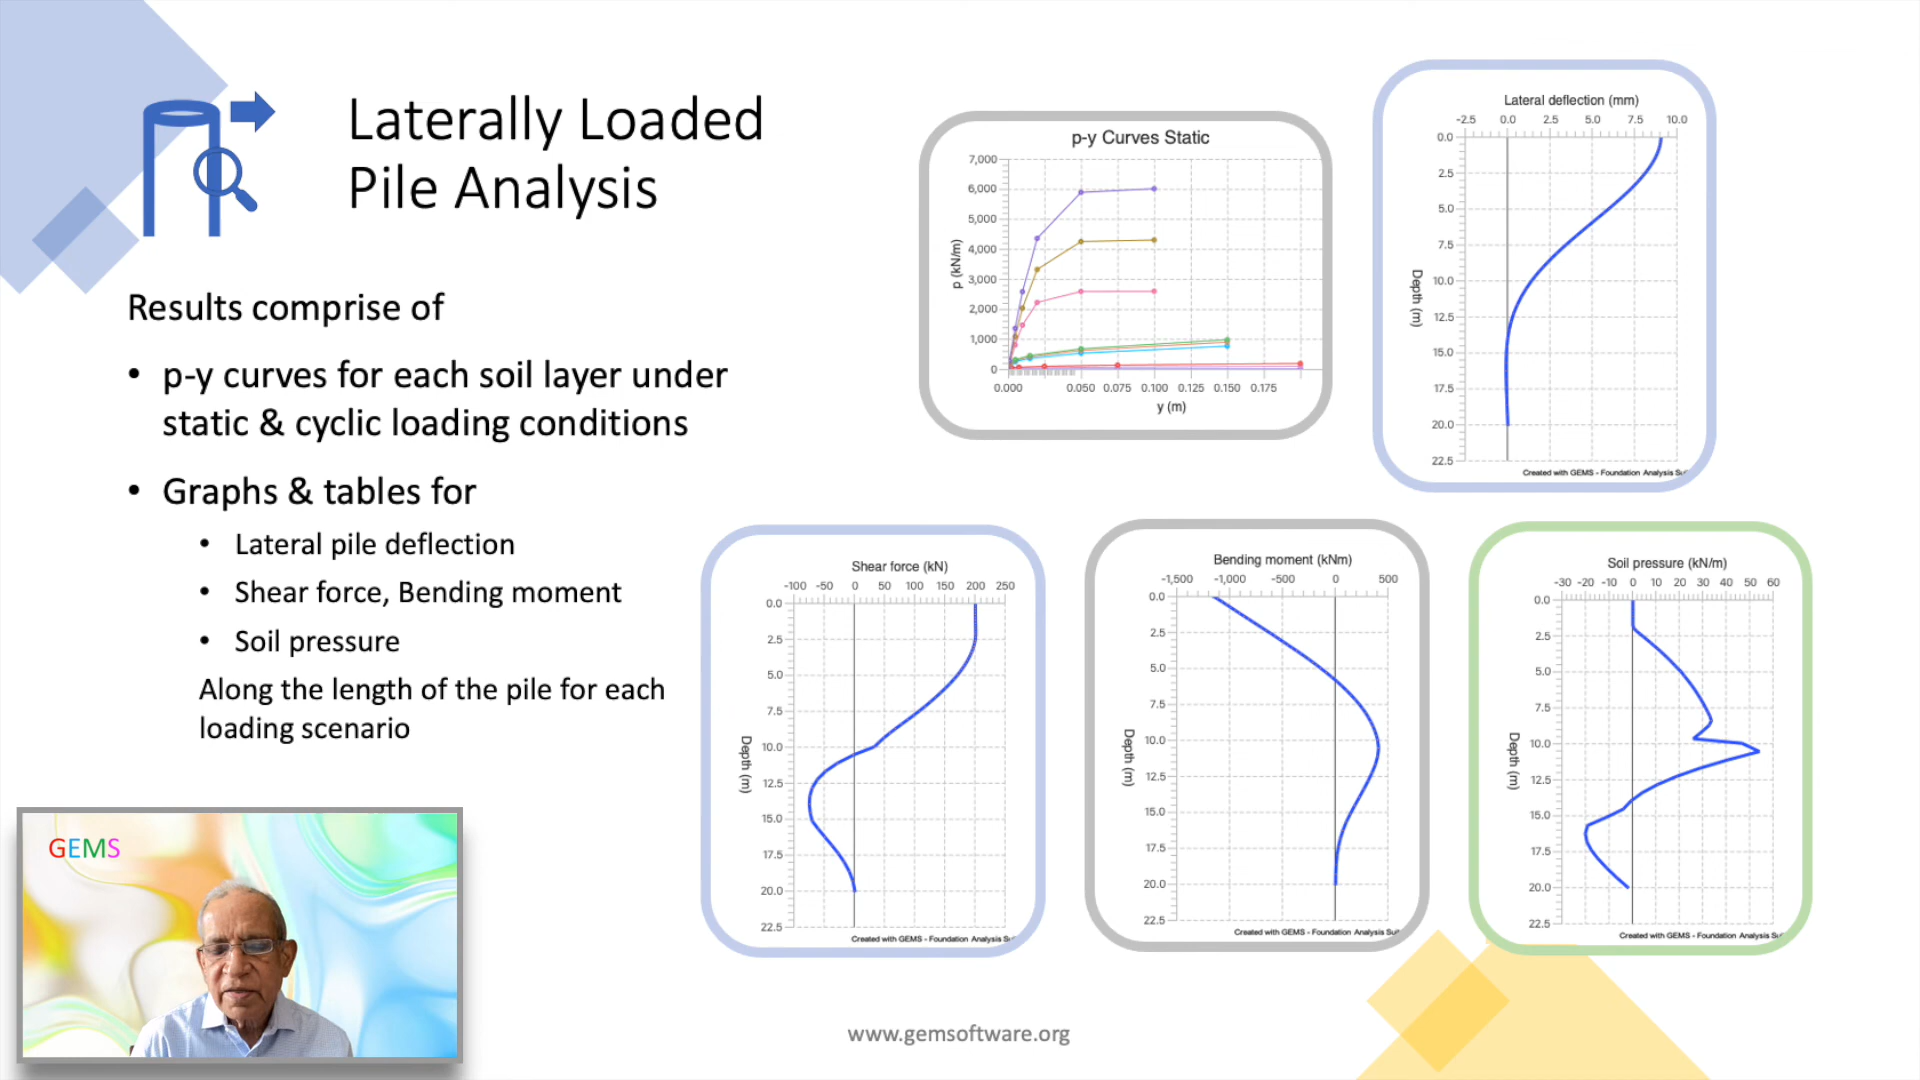 Laterally Loaded
Pile Analysis
Results comprise of
• p-y curves for each soil layer under
static & cyclic loading conditions
• Graphs & tables for
• Lateral pile deflection
• Shear force, Bending moment
• Soil pressure
Along the length of the pile for each
loading scenario
p-y Curves Static
p (kN/m)
7,000
6,000
5,000
4,000
3,000
2,000
1,000
0
0.000 0.050 0.075 0.100 0.125 0.150 0.175
y (m)
Lateral deflection (mm)
-2.5 0.0 2.5 5.0 7.5 10.0
Depth (m)
0.0
2.5
5.0
7.5
10.0
12.5
15.0
17.5
20.0
22.5
Created with GEMS - Foundation Analysis
Shear force (kN)
-100 -50 0 50 100 150 200 250
Depth (m)
0.0
2.5
5.0
7.5
10.0
12.5
15.0
17.5
20.0
22.5
Created with GEMS - Foundation Analysis
Bending moment (kNm)
-1,500 -1,000 -500 0 500
Depth (m)
0.0
2.5
5.0
7.5
10.0
12.5
15.0
17.5
20.0
22.5
Created with GEMS - Foundation Analysis
Soil pressure (kN/m)
-30 -20 -10 0 10 20 30 40 50 60
Depth (m)
0.0
2.5
5.0
7.5
10.0
12.5
15.0
17.5
20.0
22.5
Created with GEMS - Foundation Analysis
GEMS
www.gemsoftware.org